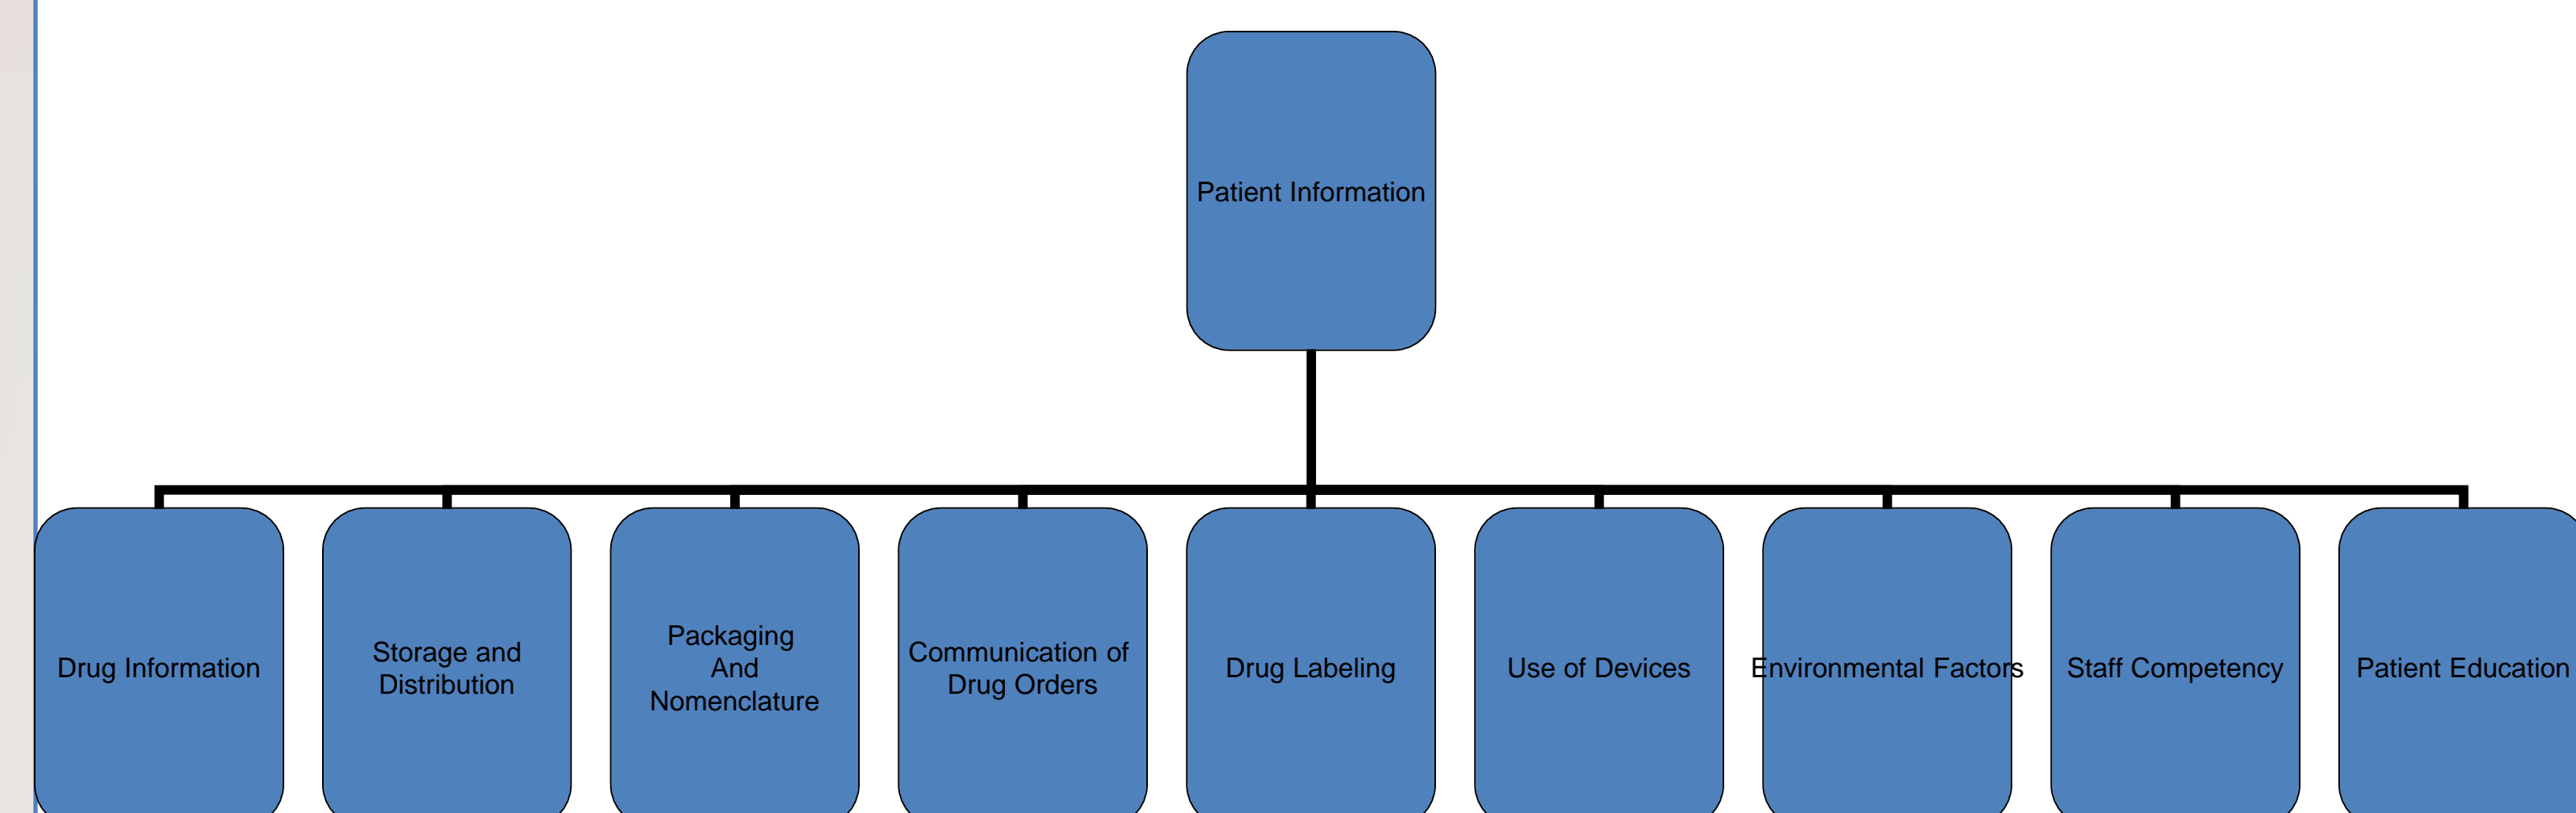 Patient Information
Drug Information
Storage and
Distribution
Packaging
And
Nomenclature
Communication of
Drug Orders
Drug Labeling
Use of Devices
Environmental Factors
Staff Competency
Patient Education